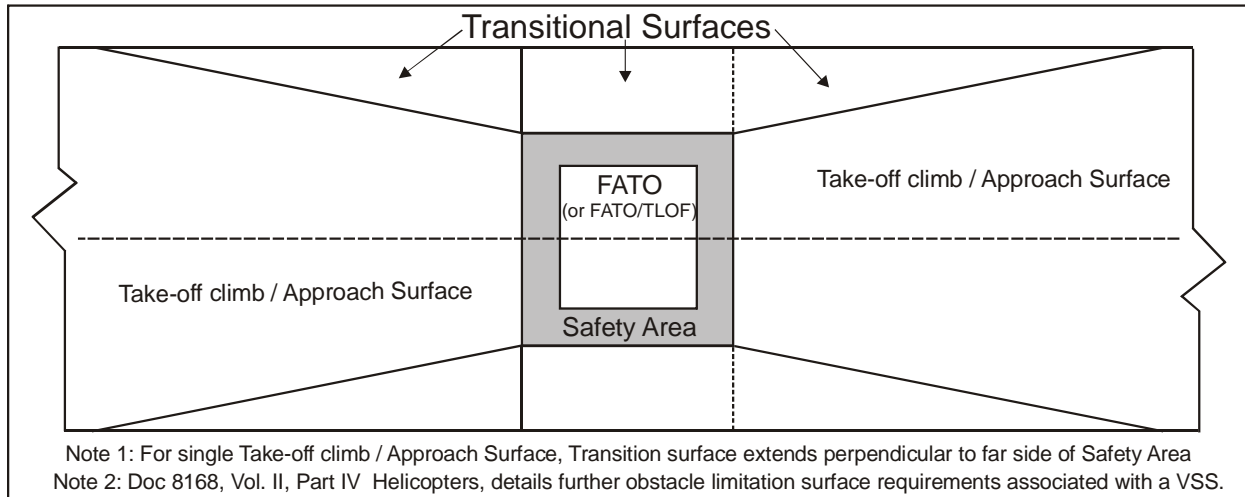 Transitional Surfaces
FATO
(or FATO/TLOF)
Take-off climb / Approach Surface
Take-off climb / Approach Surface
Safety Area
Note 1: For single Take-off climb / Approach Surface, Transition surface extends perpendicular to far side of Safety Area
Note 2: Doc 8168, Vol. II, Part IV Helicopters, details further obstacle limitation surface requirements associated with a VSS.